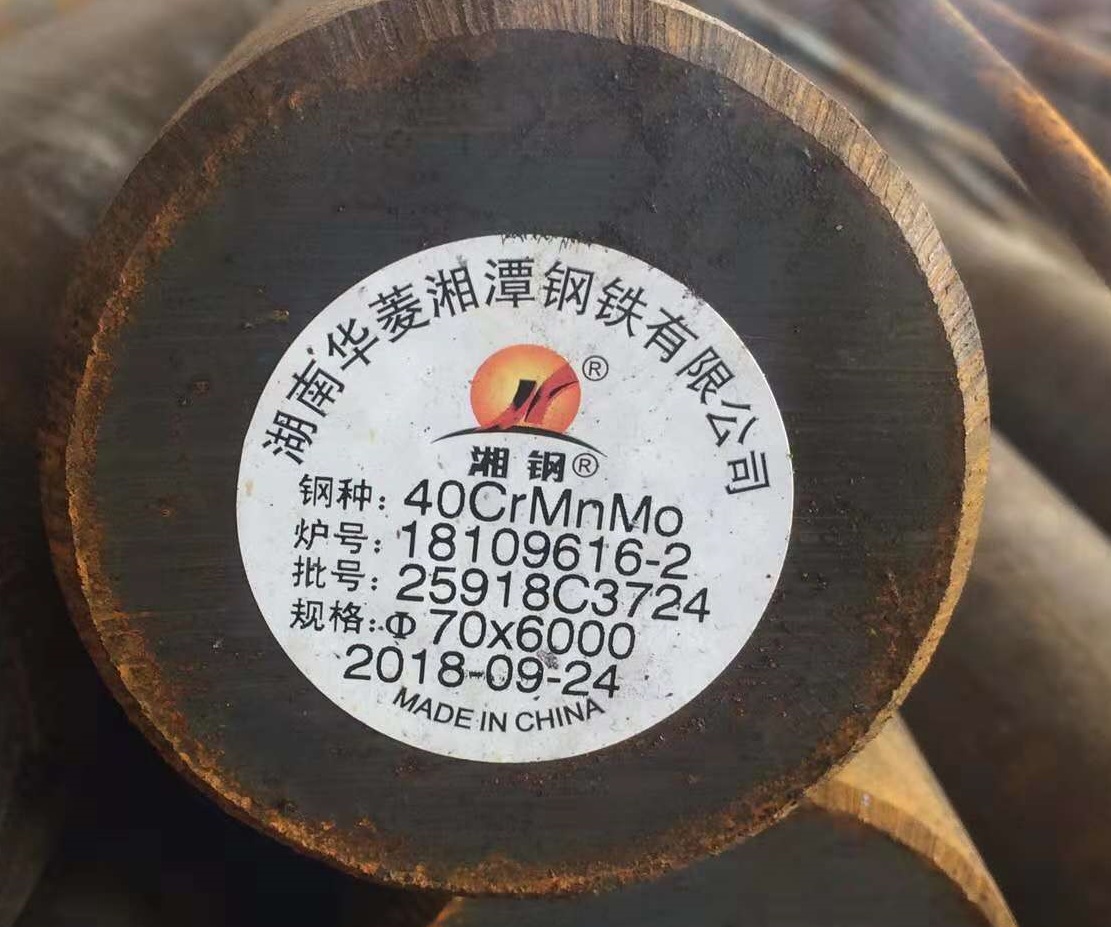 湖南华菱湘潭钢铁有限公司
®
湘钢®
钢种: 40CrMnMo
炉号: 18109616-2
批号: 25918C3724
规格: Φ 70x6000
2018-09-24
MADE IN CHINA